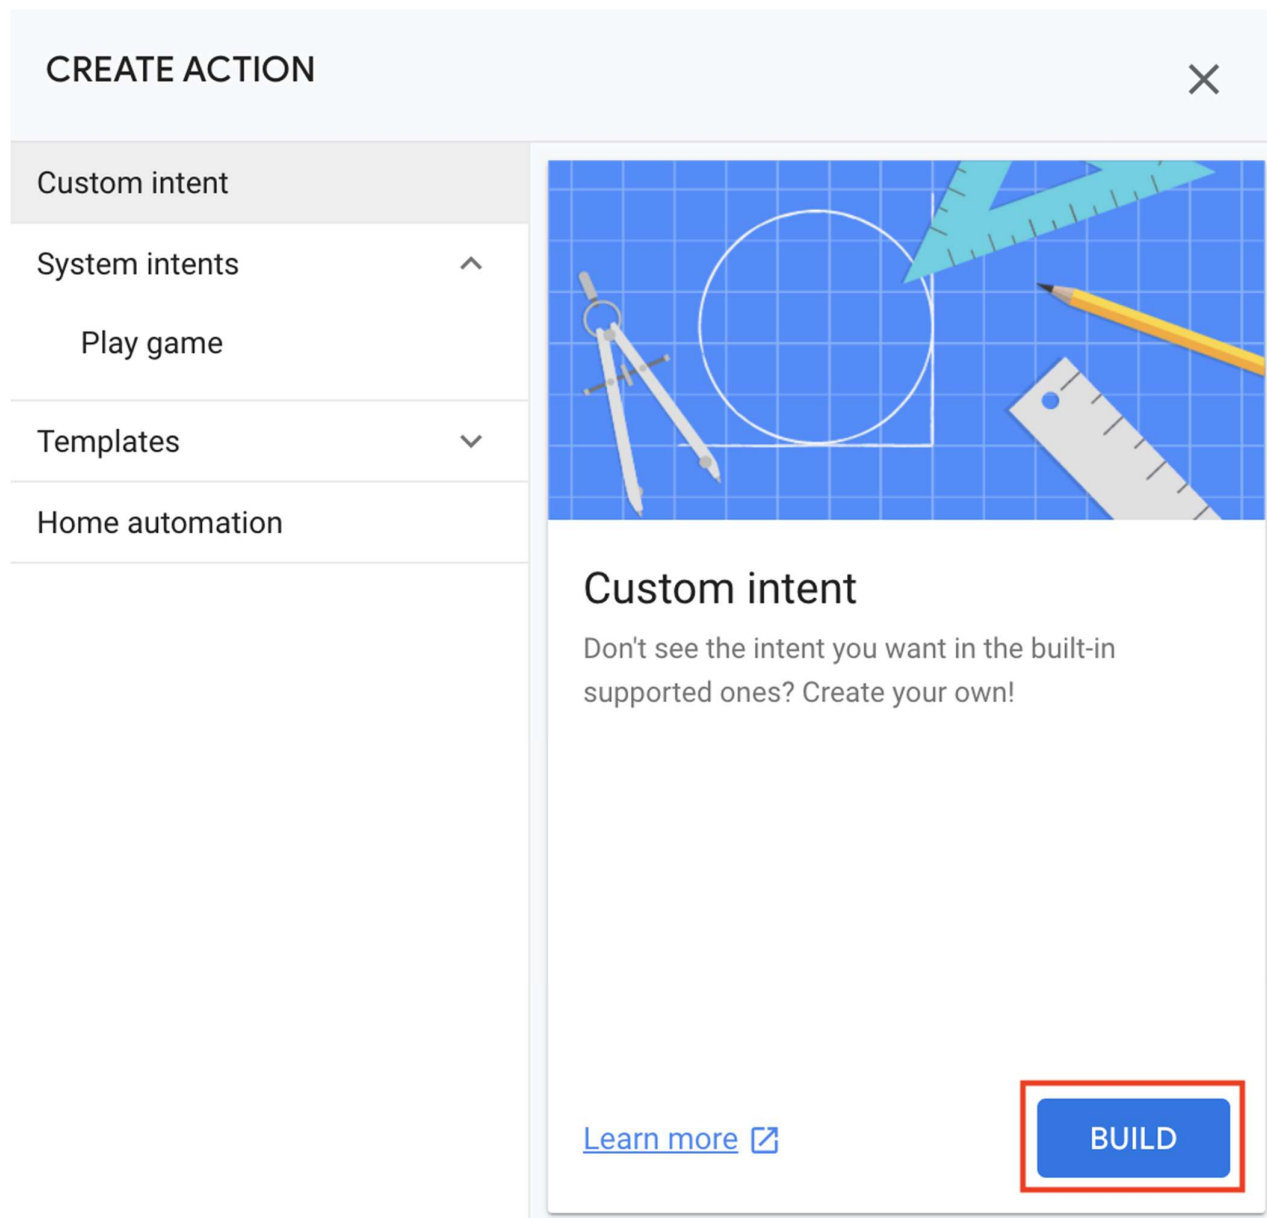 CREATE ACTION
Custom intent
System intents
Play game
Templates
Home automation
Custom intent
Don't see the intent you want in the built-in
supported ones? Create your own!
Learn more
BUILD